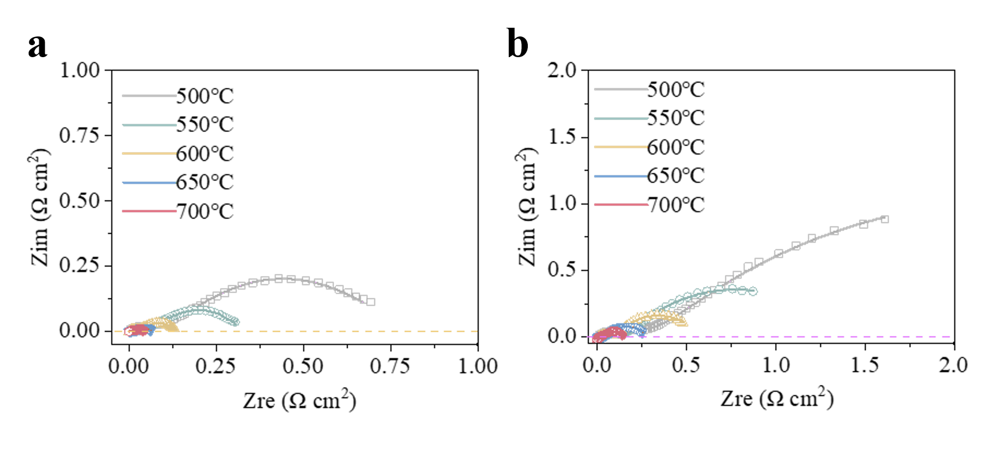 a
1.00
0.75
0.50
0.25
0.00
Zim (Ω cm²)
500°C
550°C
600°C
650°C
700°C
0.00 0.25 0.50 0.75 1.00
Zre (Ω cm²)
b
2.0
1.5
1.0
0.5
0.0
Zim (Ω cm²)
500°C
550°C
600°C
650°C
700°C
0.0 0.5 1.0 1.5 2.0
Zre (Ω cm²)